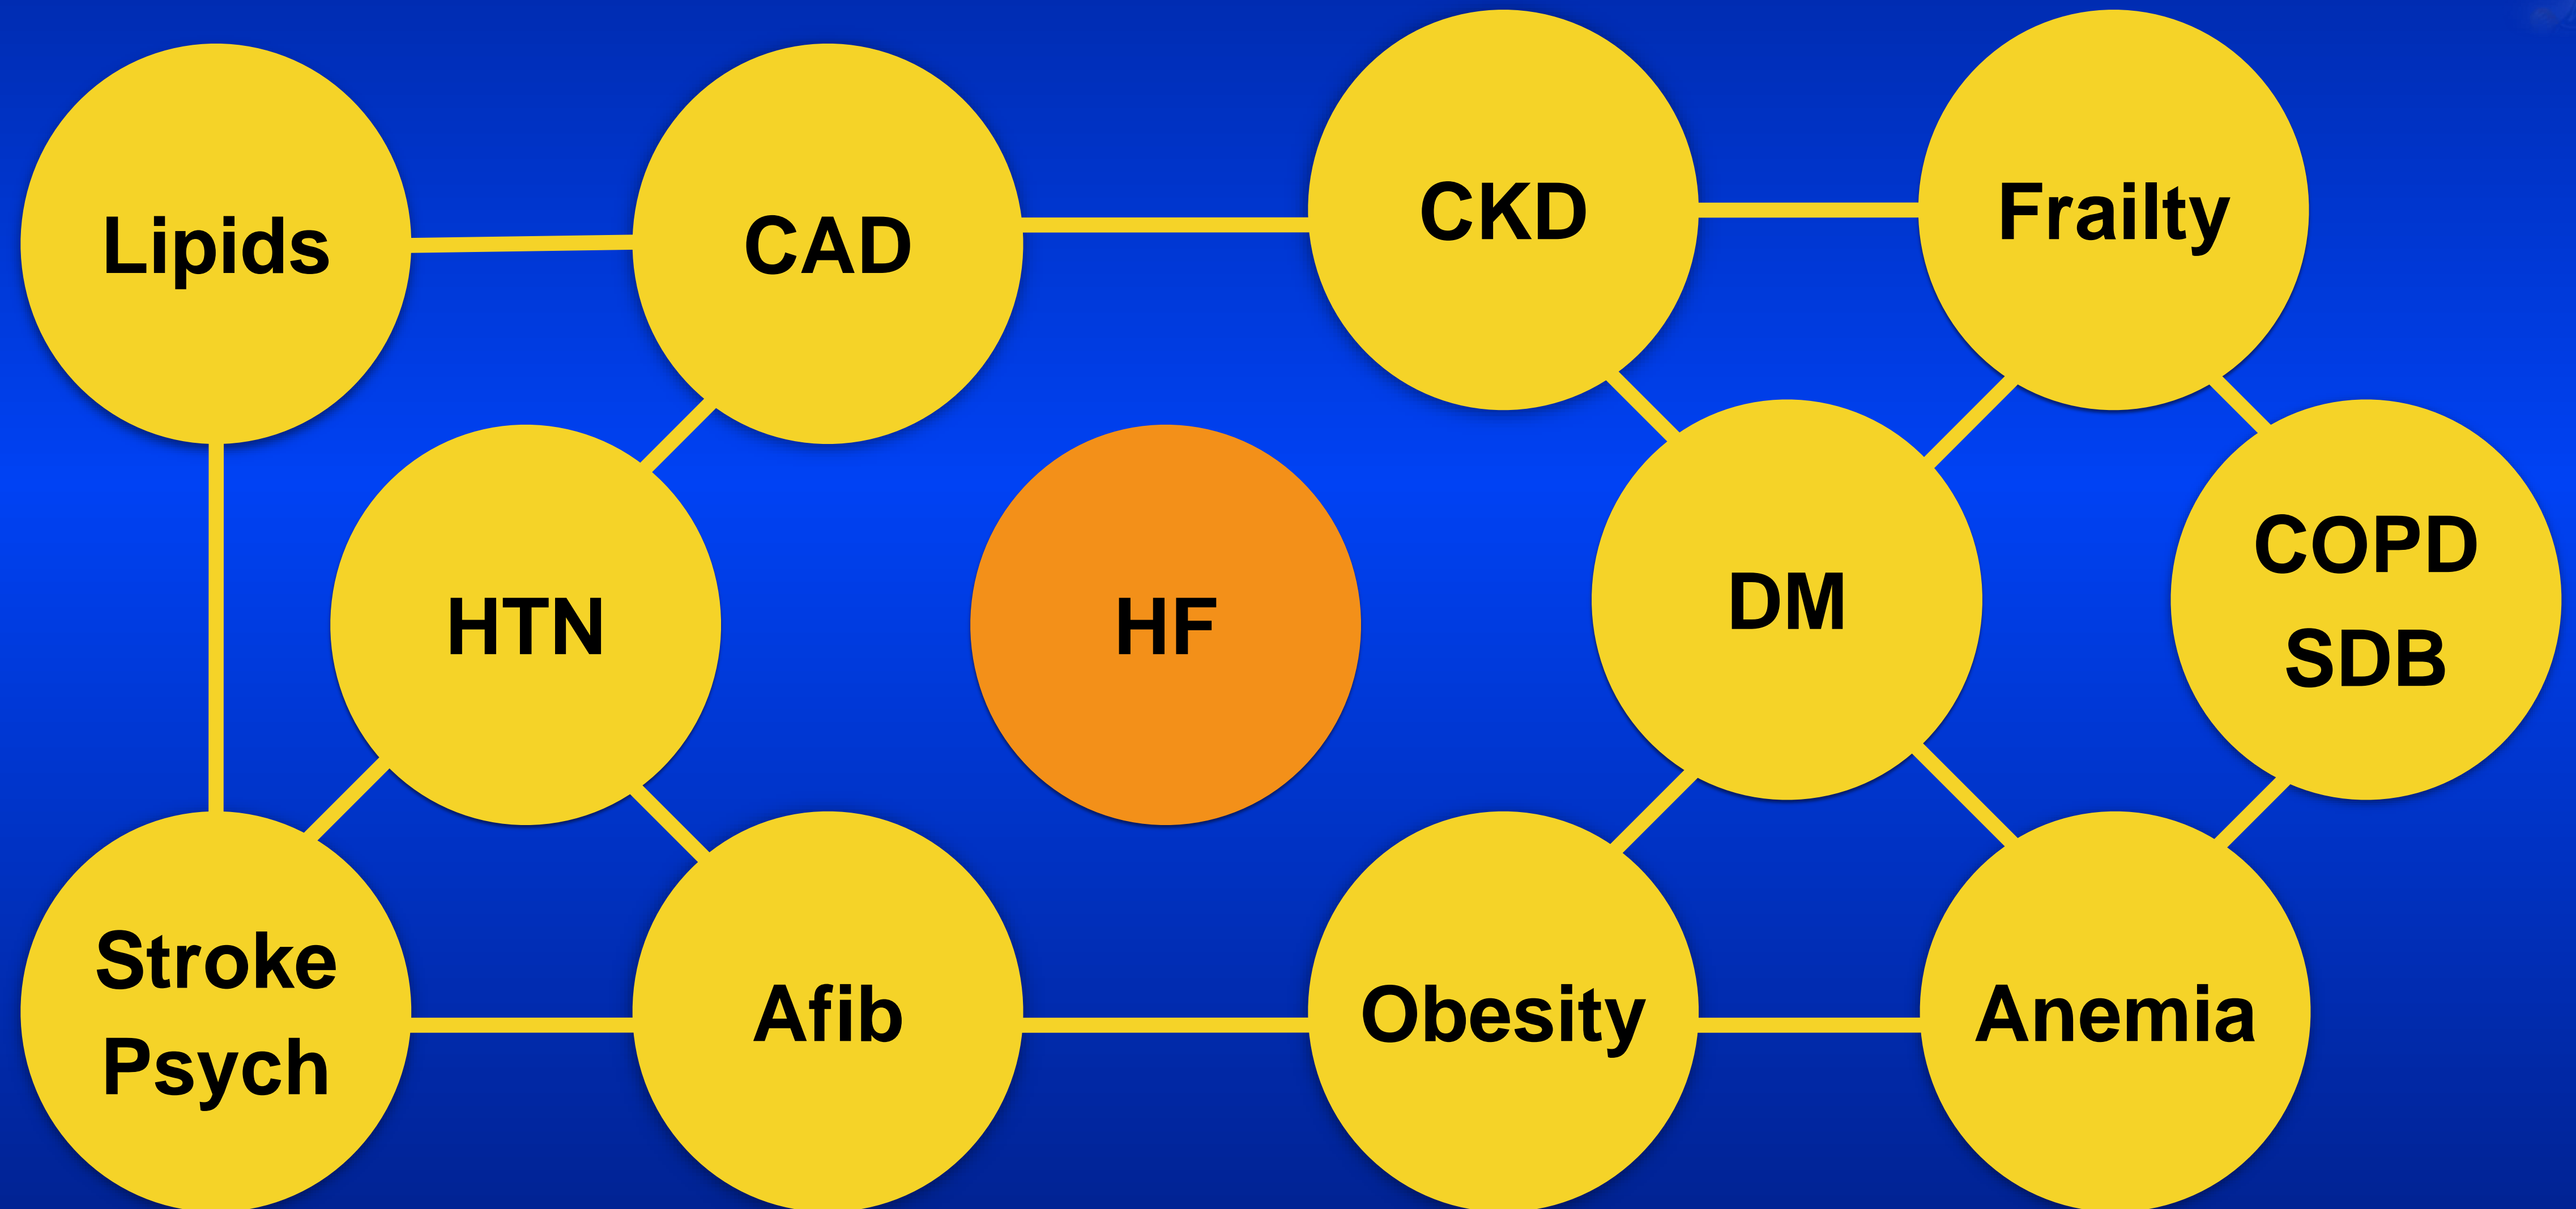 Lipids
CAD
CKD
Frailty
HTN
HF
DM
COPD
SDB
Stroke
Psych
Afib
Obesity
Anemia